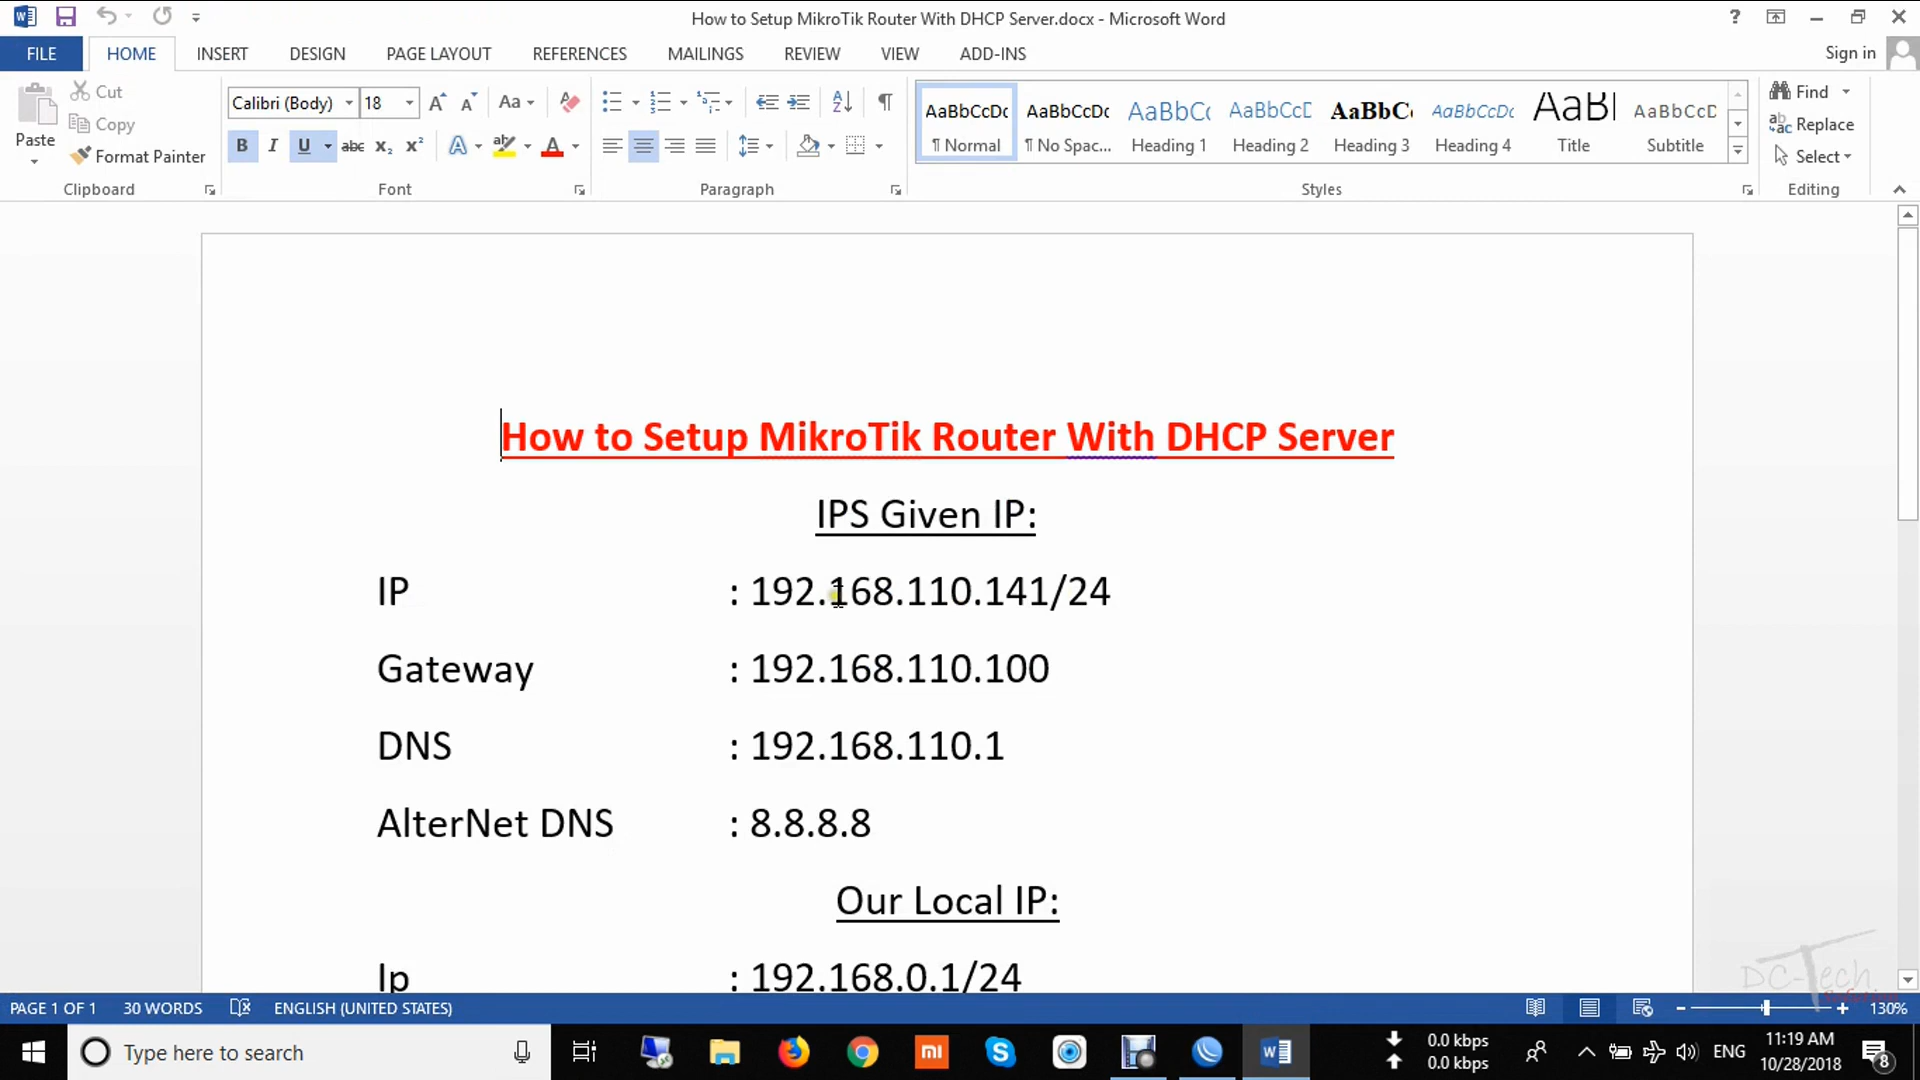 How to Setup MikroTik Router With DHCP Server.docx - Microsoft Word
FILE HOME INSERT DESIGN PAGE LAYOUT REFERENCES MAILINGS REVIEW VIEW ADD-INS Sign in
Paste
Cut
Copy
Format Painter
Clipboard
Calibri (Body) 18
Font
Paragraph
AaBbCcDc AaBbCcDc AaBbCc AaBbCcD AaBbC AaBbCcDc AaBl AaBbCcD
¶ Normal ¶ No Spac... Heading 1 Heading 2 Heading 3 Heading 4 Title Subtitle
Styles
Find
Replace
Select
Editing
How to Setup MikroTik Router With DHCP Server
IPS Given IP:
IP : 192.168.110.141/24
Gateway : 192.168.110.100
DNS : 192.168.110.1
AlterNet DNS : 8.8.8.8
Our Local IP:
Ip : 192.168.0.1/24
DC-Tech
PAGE 1 OF 1 30 WORDS ENGLISH (UNITED STATES) 130%
Type here to search
0.0 kbps
0.0 kbps
ENG
11:19 AM
10/28/2018
8